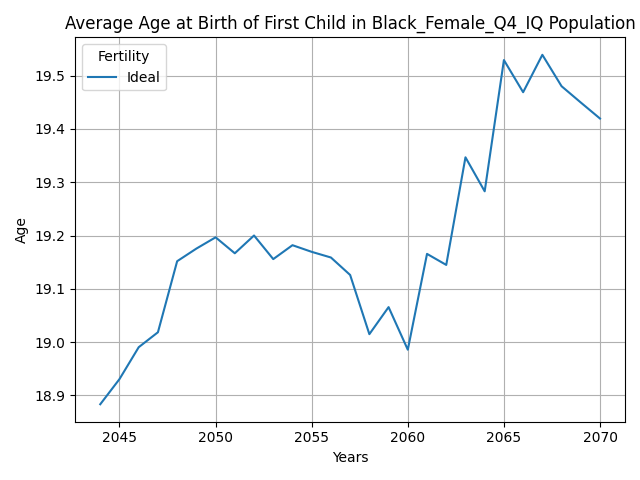 Average Age at Birth of First Child in Black_Female_Q4_IQ Population
Fertility
Ideal
19.5
19.4
19.3
19.2
19.1
19.0
18.9
Age
2045 2050 2055 2060 2065 2070
Years